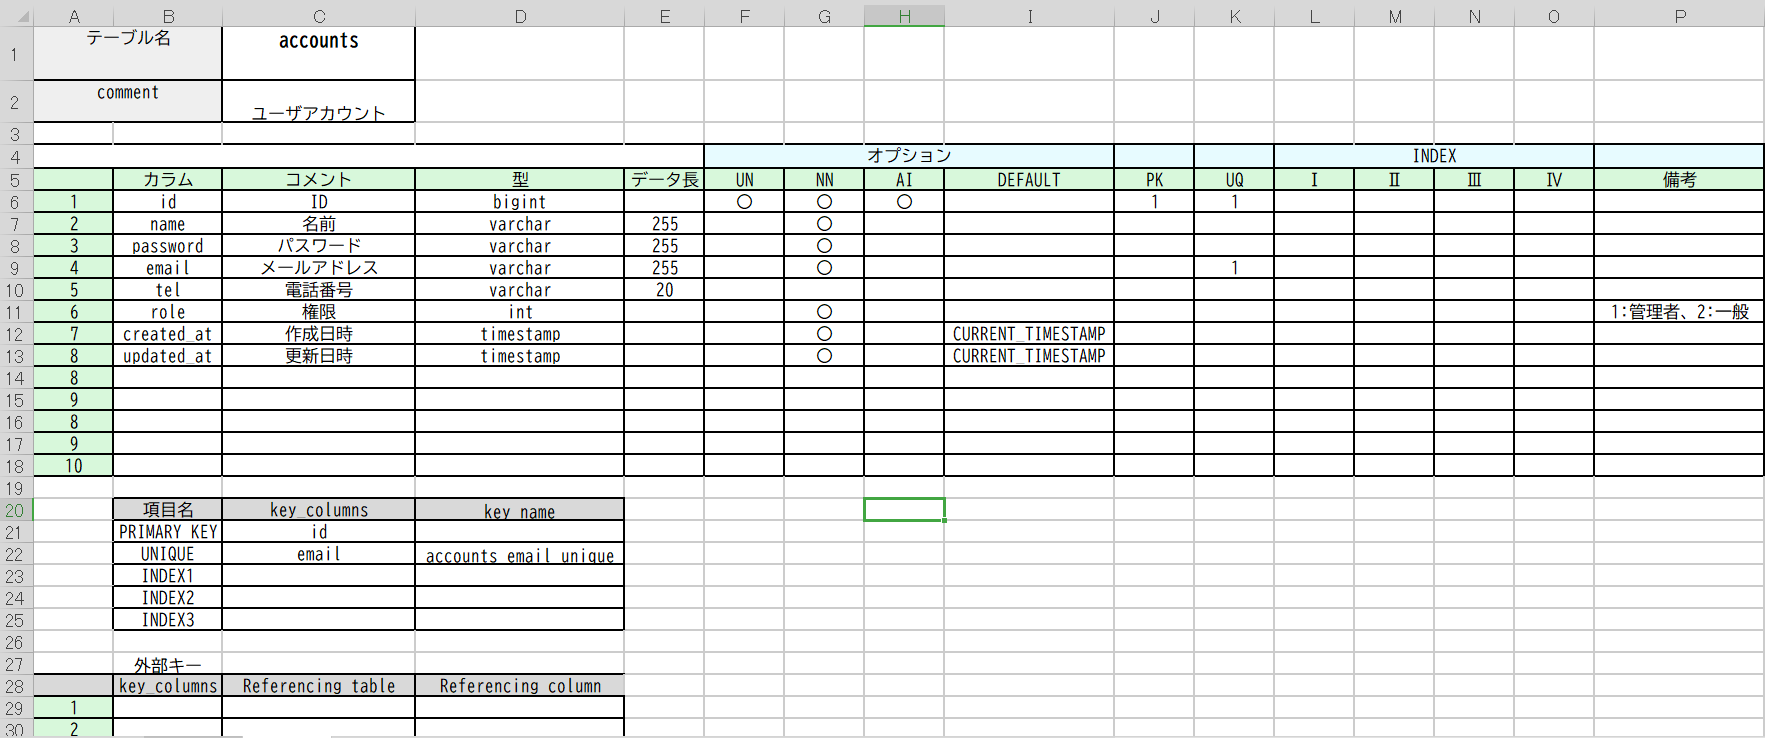 A B C D E F G H I J K L M N O P
1 テーブル名 accounts
2 comment ユーザアカウント
3
4 オプション INDEX
5 カラム コメント 型 データ長 UN NN AI DEFAULT PK UQ Ⅰ Ⅱ Ⅲ Ⅳ 備考
6 1 id ID bigint 〇 〇 〇 1 1
7 2 name 名前 varchar 255 〇
8 3 password パスワード varchar 255 〇
9 4 email メールアドレス varchar 255 〇 1
10 5 tel 電話番号 varchar 20
11 6 role 権限 int 〇 1:管理者、2:一般
12 7 created_at 作成日時 timestamp 〇 CURRENT_TIMESTAMP
13 8 updated_at 更新日時 timestamp 〇 CURRENT_TIMESTAMP
14 8
15 9
16 8
17 9
18 10
19
20 項目名 key_columns key_name
21 PRIMARY KEY id
22 UNIQUE email accounts_email_unique
23 INDEX1
24 INDEX2
25 INDEX3
26
27 外部キー
28 key_columns Referencing table Referencing column
29 1
30 2